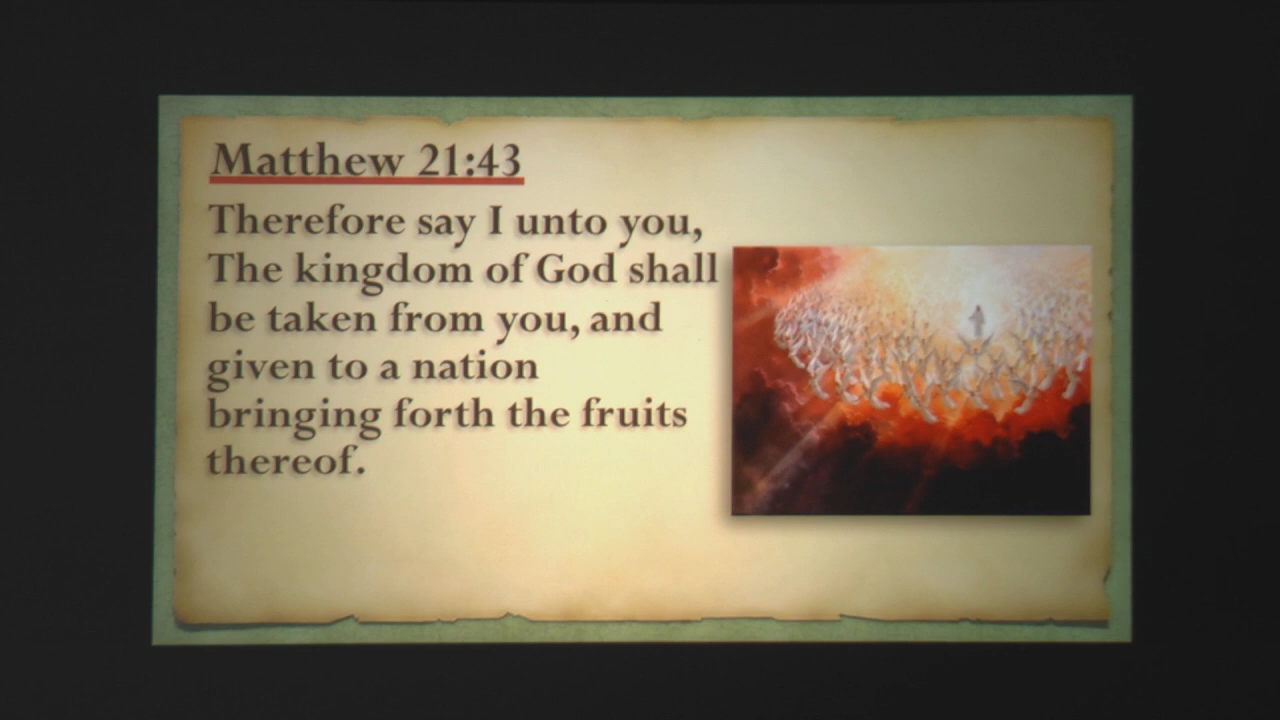 Matthew 21:43
Therefore say I unto you,
The kingdom of God shall
be taken from you, and
given to a nation
bringing forth the fruits
thereof.